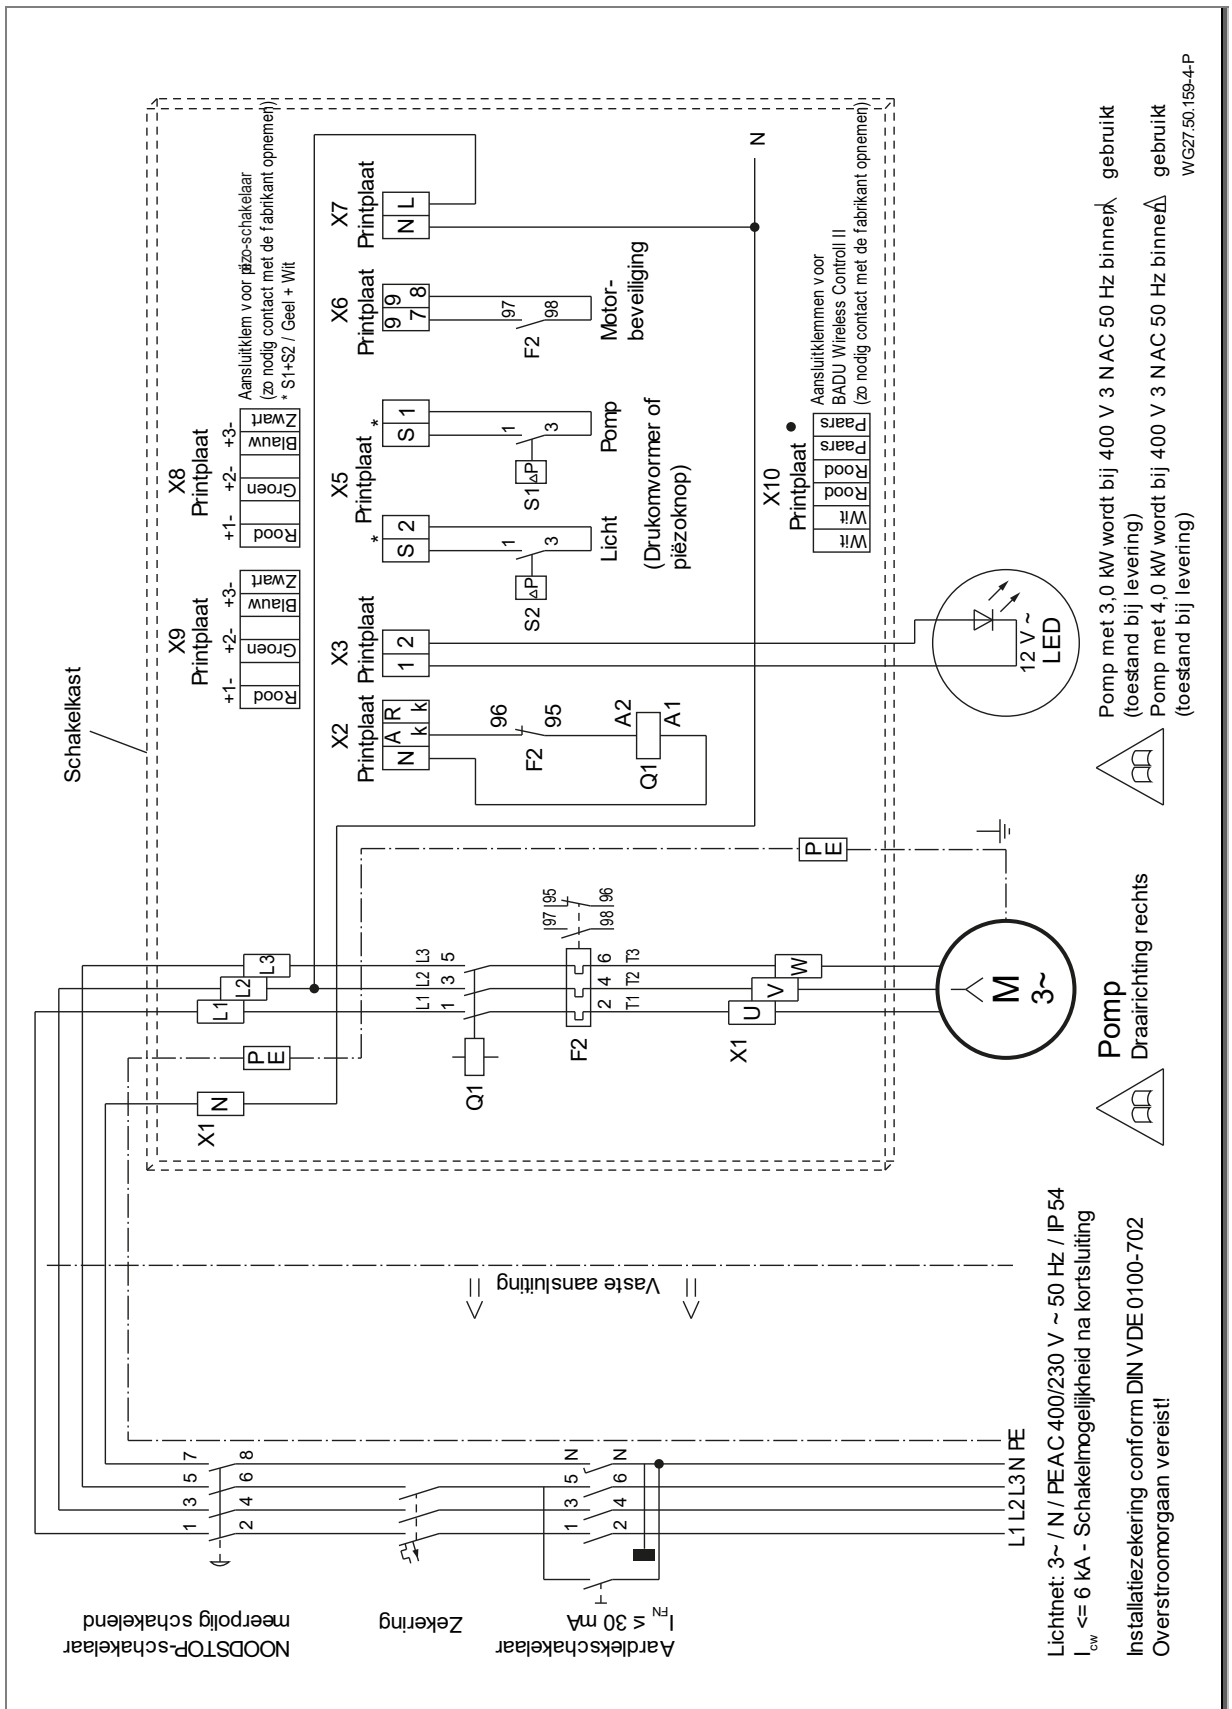 Schakelkast
X9
Printplaat
+1- +2- +3-
Rood
Groen
Blauw
Zwart
X8
Printplaat
+1- +2- +3-
Rood
Groen
Blauw
Zwart
Aansluitklem voor piëzo-schakelaar
(zo nodig contact met de fabrikant opnemen)
* S1+S2 / Geel + Wit
X2
Printplaat
N A R
k k
96
F2
95
A2
Q1
A1
X3
Printplaat
1 2
12 V ~
LED
X5
Printplaat
*
S 2
1
S2
ΔP
3
Licht
*
S 1
1
S1
ΔP
3
Pomp
(Drukomvormer of
piëzoknop)
X6
Printplaat
9 9
7 8
97
F2
98
Motor-
beveiliging
X7
Printplaat
N L
N
X10
Printplaat
Wit
Wit
Rood
Rood
Paars
Paars
Aansluitklemmen voor
BADU Wireless Controll II
(zo nodig contact met de fabrikant opnemen)
X1
N
PE
L1
L2
L3
L1 L2 L3
1 3 5
Q1
F2
97 95
98 96
2 4 6
T1 T2 T3
X1
U
V
W
PE
M
3~
Pomp
Draairichting rechts
Pomp met 3,0 kW wordt bij 400 V 3 N AC 50 Hz binnen gebruikt
(toestand bij levering)
Pomp met 4,0 kW wordt bij 400 V 3 N AC 50 Hz binnen gebruikt
(toestand bij levering)
WG27.50.159-4-P
Vaste aansluiting
NOODSTOP-schakelaar
meerpolig schakelend
1 3 5 7
2 4 6 8
Zekering
Aardlekschakelaar
I FN ≤ 30 mA
1 3 5 N
2 4 6 N
L1 L2 L3 N PE
Lichtnet: 3~ / N / PE AC 400/230 V ~ 50 Hz / IP 54
Icw <= 6 kA - Schakelmogelijkheid na kortsluiting
Installatiezekering conform DIN VDE 0100-702
Overstroomorgaan vereist!